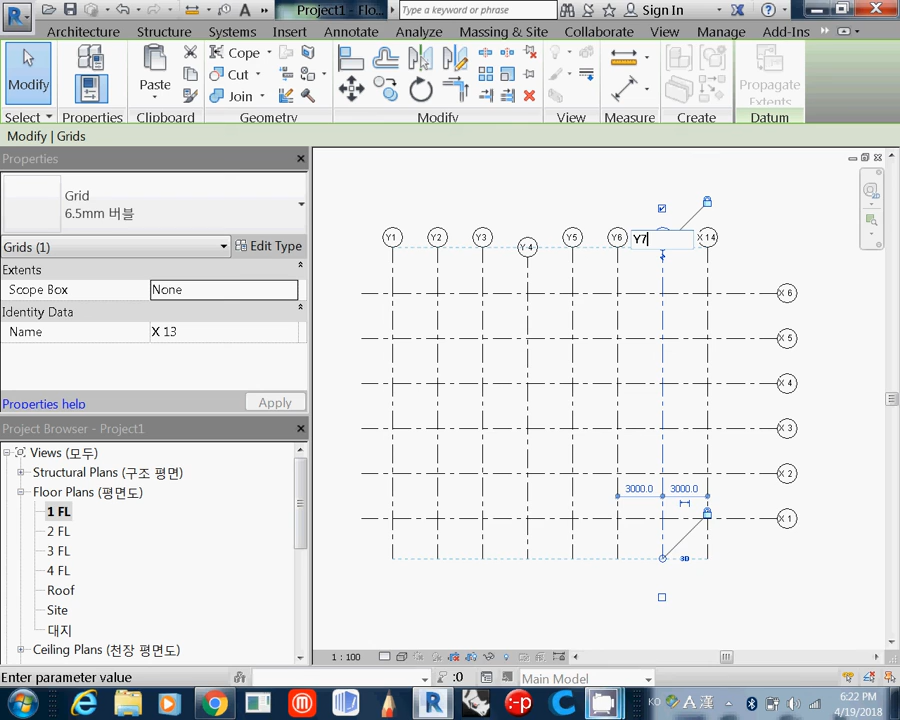 Project1 - Flo...
Type a keyword or phrase
Sign In
Architecture Structure Systems Insert Annotate Analyze Massing & Site Collaborate View Manage Add-Ins
Modify
Paste
Cope
Cut
Join
Propagate
Extents
Select Properties Clipboard Geometry Modify View Measure Create Datum
Modify | Grids
Properties
Grid
6.5mm 버블
Grids (1)
Edit Type
Extents
Scope Box None
Identity Data
Name X 13
Properties help
Apply
Project Browser - Project1
Views (모두)
Structural Plans (구조 평면)
Floor Plans (평면도)
1 FL
2 FL
3 FL
4 FL
Roof
Site
대지
Ceiling Plans (천장 평면도)
Y1 Y2 Y3 Y 4 Y5 Y6 Y7 X 14
X 6
X 5
X 4
X 3
X 2
3000.0 3000.0
X 1
3D
1 : 100
Enter parameter value
:0
Main Model
KO A 漢
6:22 PM
4/19/2018